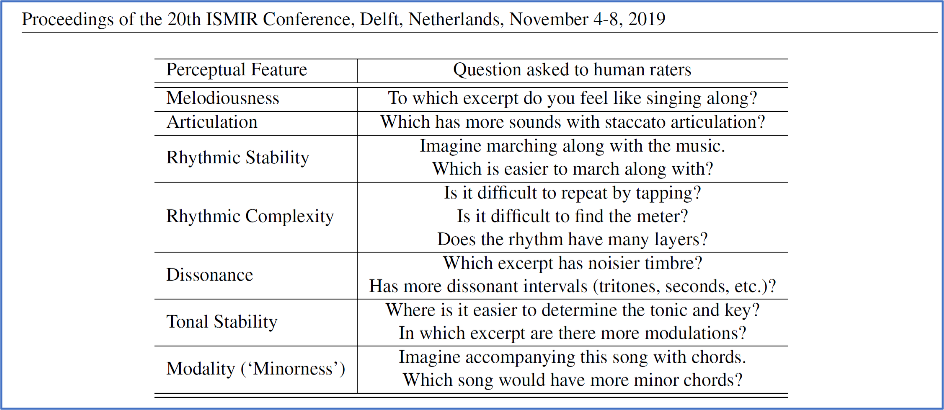 Proceedings of the 20th ISMIR Conference, Delft, Netherlands, November 4-8, 2019
Perceptual Feature Question asked to human raters
Melodiousness To which excerpt do you feel like singing along?
Articulation Which has more sounds with staccato articulation?
Rhythmic Stability Imagine marching along with the music.
Which is easier to march along with?
Rhythmic Complexity Is it difficult to repeat by tapping?
Is it difficult to find the meter?
Does the rhythm have many layers?
Dissonance Which excerpt has noisier timbre?
Has more dissonant intervals (tritones, seconds, etc.)?
Tonal Stability Where is it easier to determine the tonic and key?
In which excerpt are there more modulations?
Modality (‘Minorness’) Imagine accompanying this song with chords.
Which song would have more minor chords?